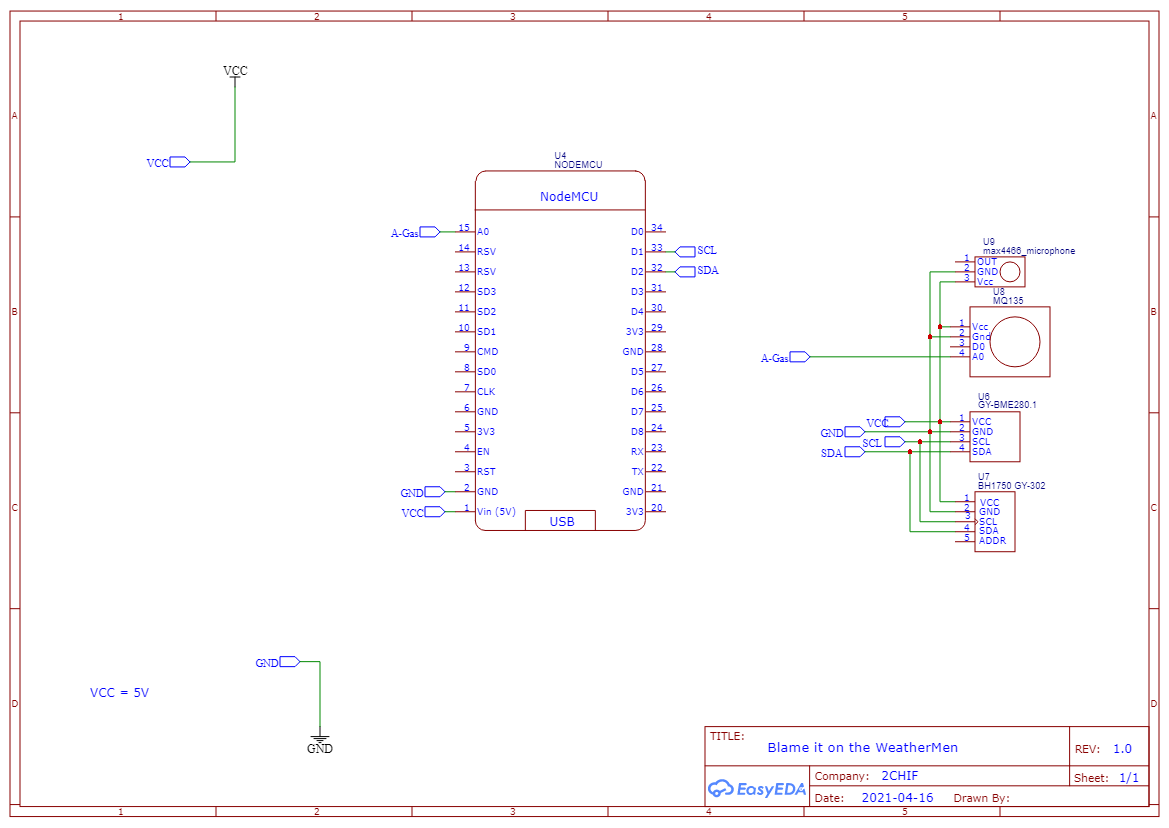 1 2 3 4 5
A
B
C
D
A
B
C
D
VCC
VCC
U4
NODEMCU
NodeMCU
A-Gas 15 A0
14 RSV
13 RSV
12 SD3
11 SD2
10 SD1
9 CMD
8 SD0
7 CLK
6 GND
5 3V3
4 EN
3 RST
GND 2 GND
VCC 1 Vin (5V)
D0 34
D1 33 SCL
D2 32 SDA
D3 31
D4 30
3V3 29
GND 28
D5 27
D6 26
D7 25
D8 24
RX 23
TX 22
GND 21
3V3 20
USB
U9
max4466_microphone
1 OUT
2 GND
3 Vcc
U8
MQ135
1 Vcc
2 Gnd
3 D0
A-Gas 4 A0
U6
GY-BME280.1
VCC 1 VCC
GND 2 GND
SCL 3 SCL
SDA 4 SDA
U7
BH1750 GY-302
1 VCC
2 GND
3 SCL
4 SDA
5 ADDR
GND
VCC = 5V
GND
TITLE:
Blame it on the WeatherMen
REV: 1.0
EasyEDA
Company: 2CHIF
Sheet: 1/1
Date: 2021-04-16 Drawn By:
1 2 3 4 5